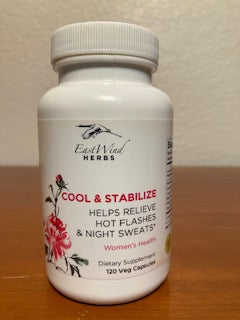 EastWind
HERBS
COOL & STABILIZE
HELPS RELIEVE
HOT FLASHES
& NIGHT SWEATS*
Women's Health
Dietary Supplement
120 Veg Capsules